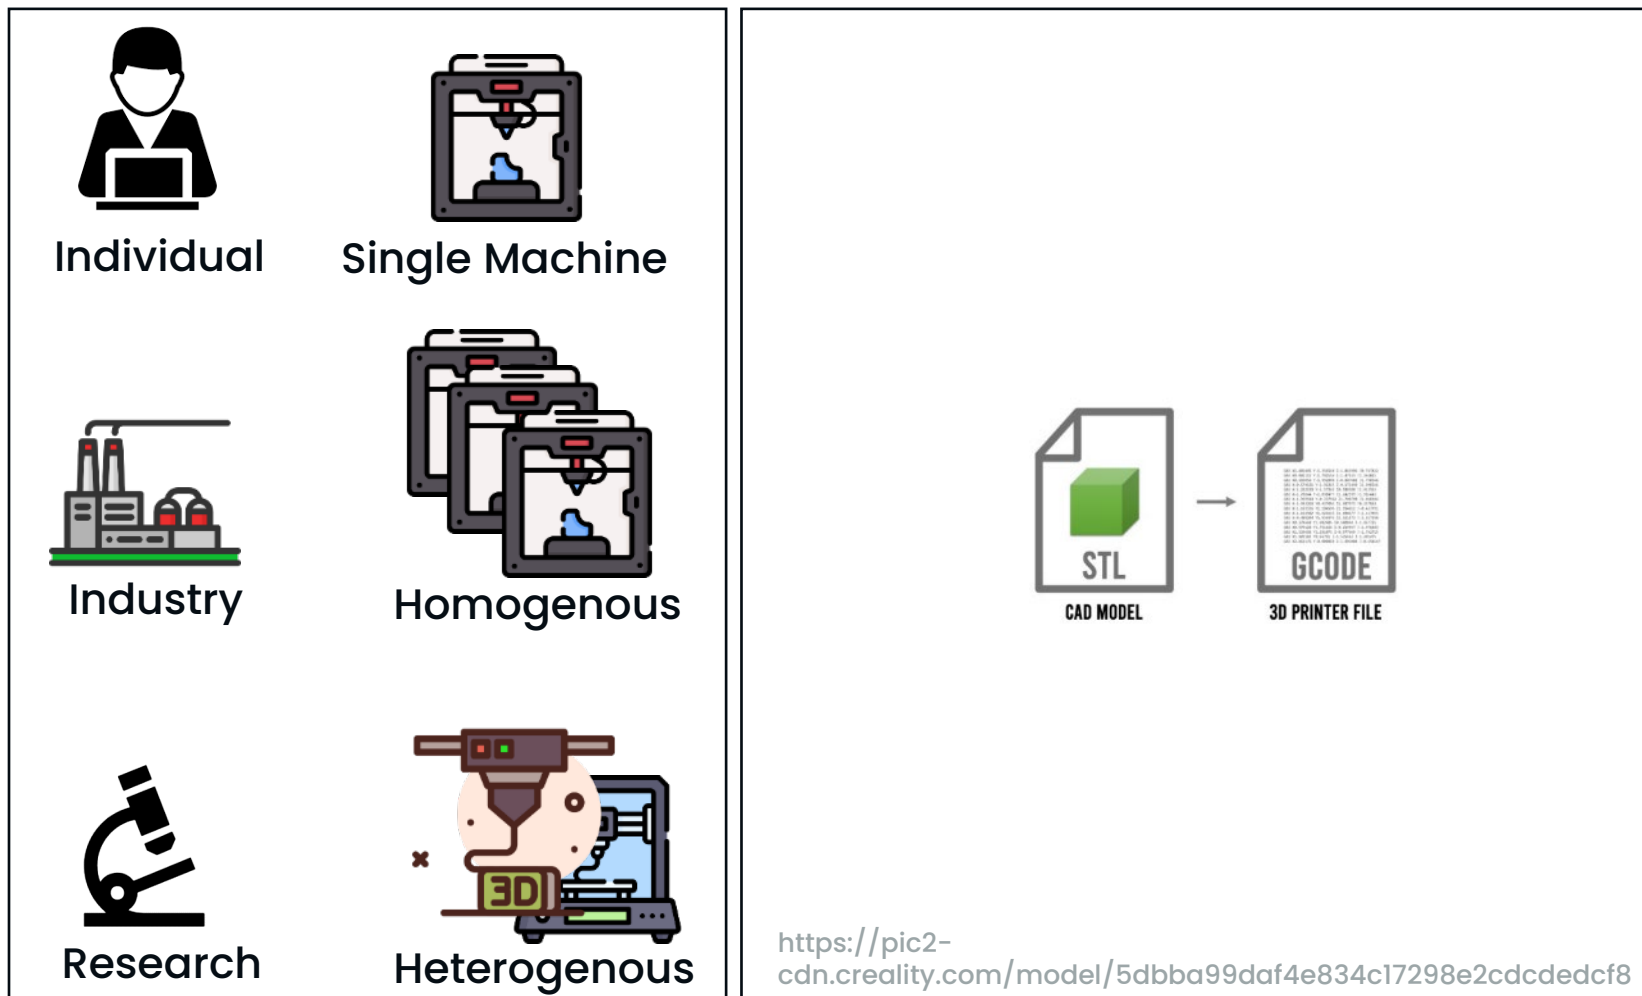 Individual
Single Machine
Industry
Homogenous
3D
Research
Heterogenous
STL
GCODE
CAD MODEL
3D PRINTER FILE
https://pic2-
cdn.creality.com/model/5dbba99daf4e834c17298e2cdcdedcf8